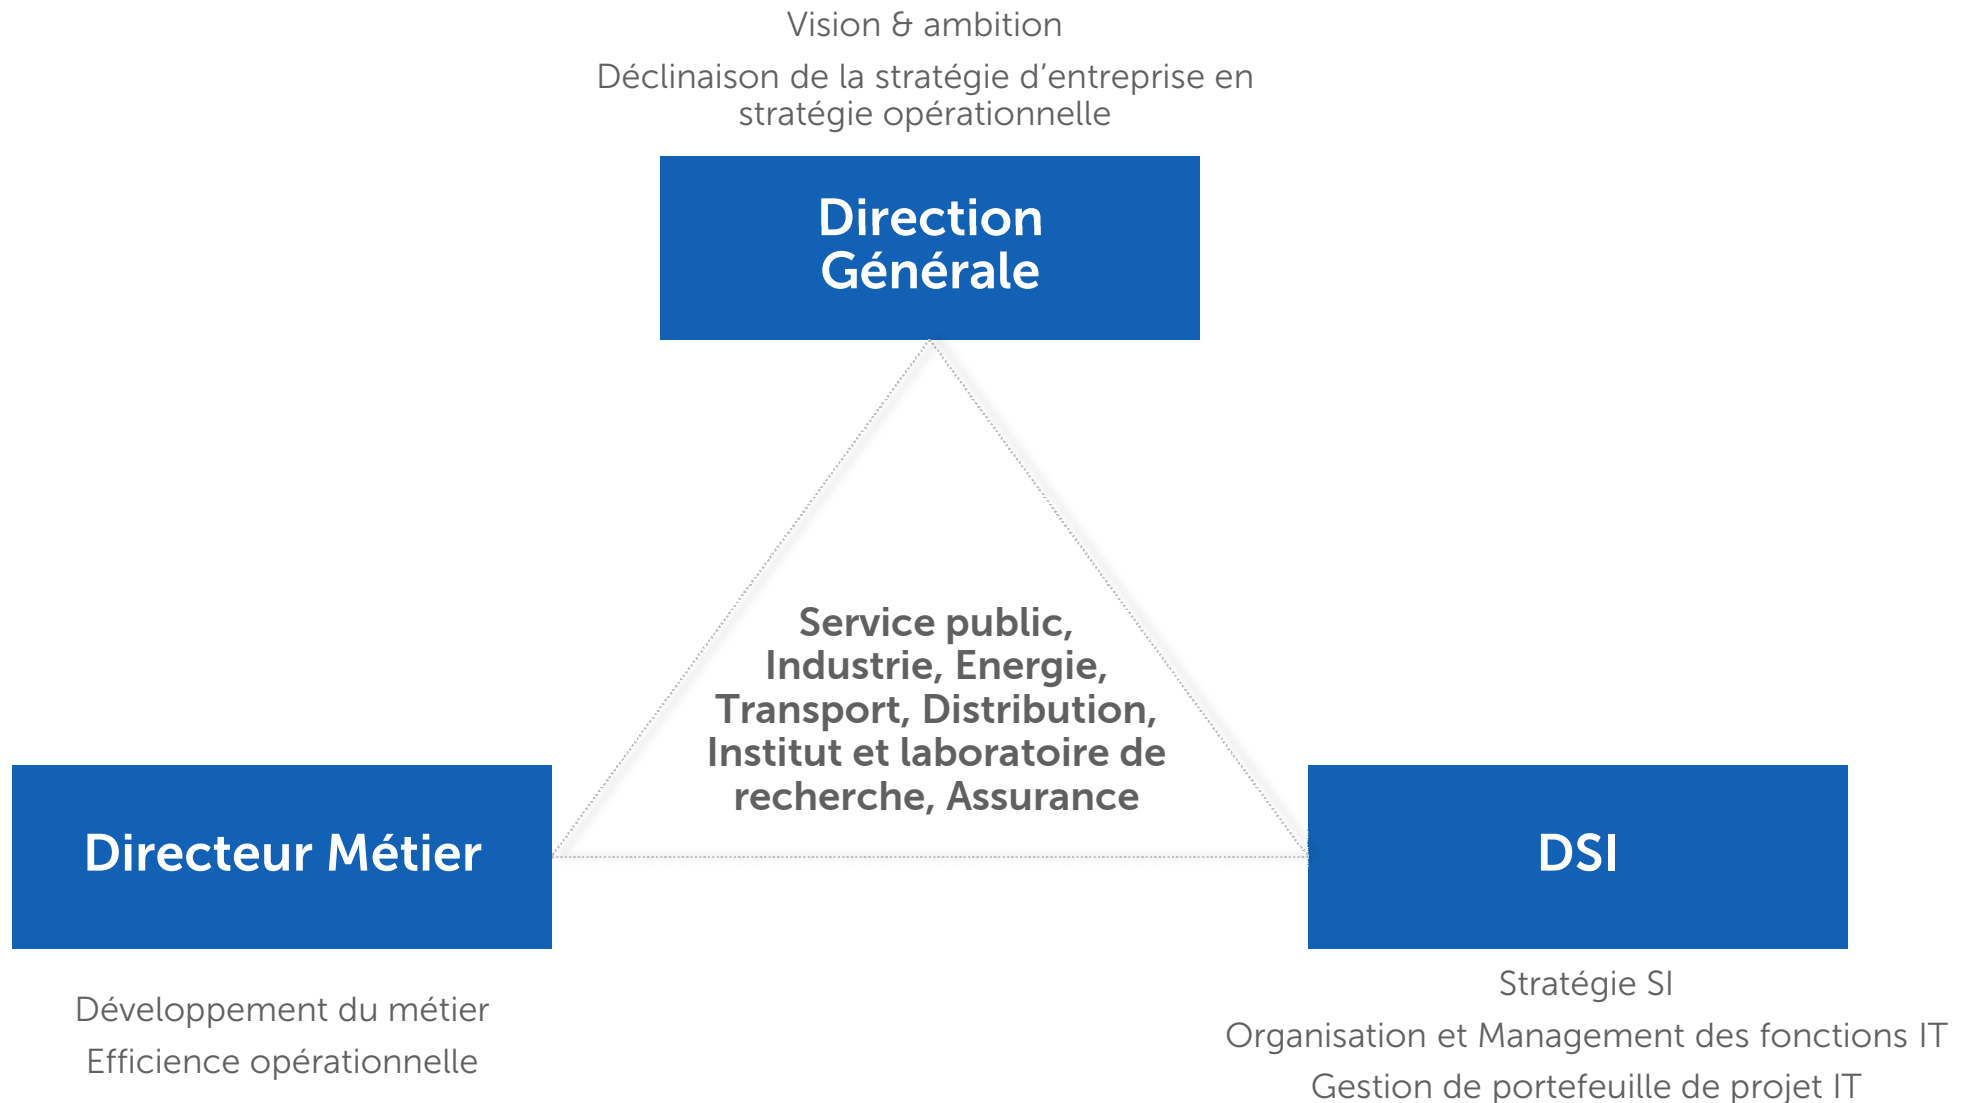 Vision & ambition
Déclinaison de la stratégie d’entreprise en
stratégie opérationnelle
Direction
Générale
Service public,
Industrie, Energie,
Transport, Distribution,
Institut et laboratoire de
recherche, Assurance
Directeur Métier
DSI
Développement du métier
Efficience opérationnelle
Stratégie SI
Organisation et Management des fonctions IT
Gestion de portefeuille de projet IT